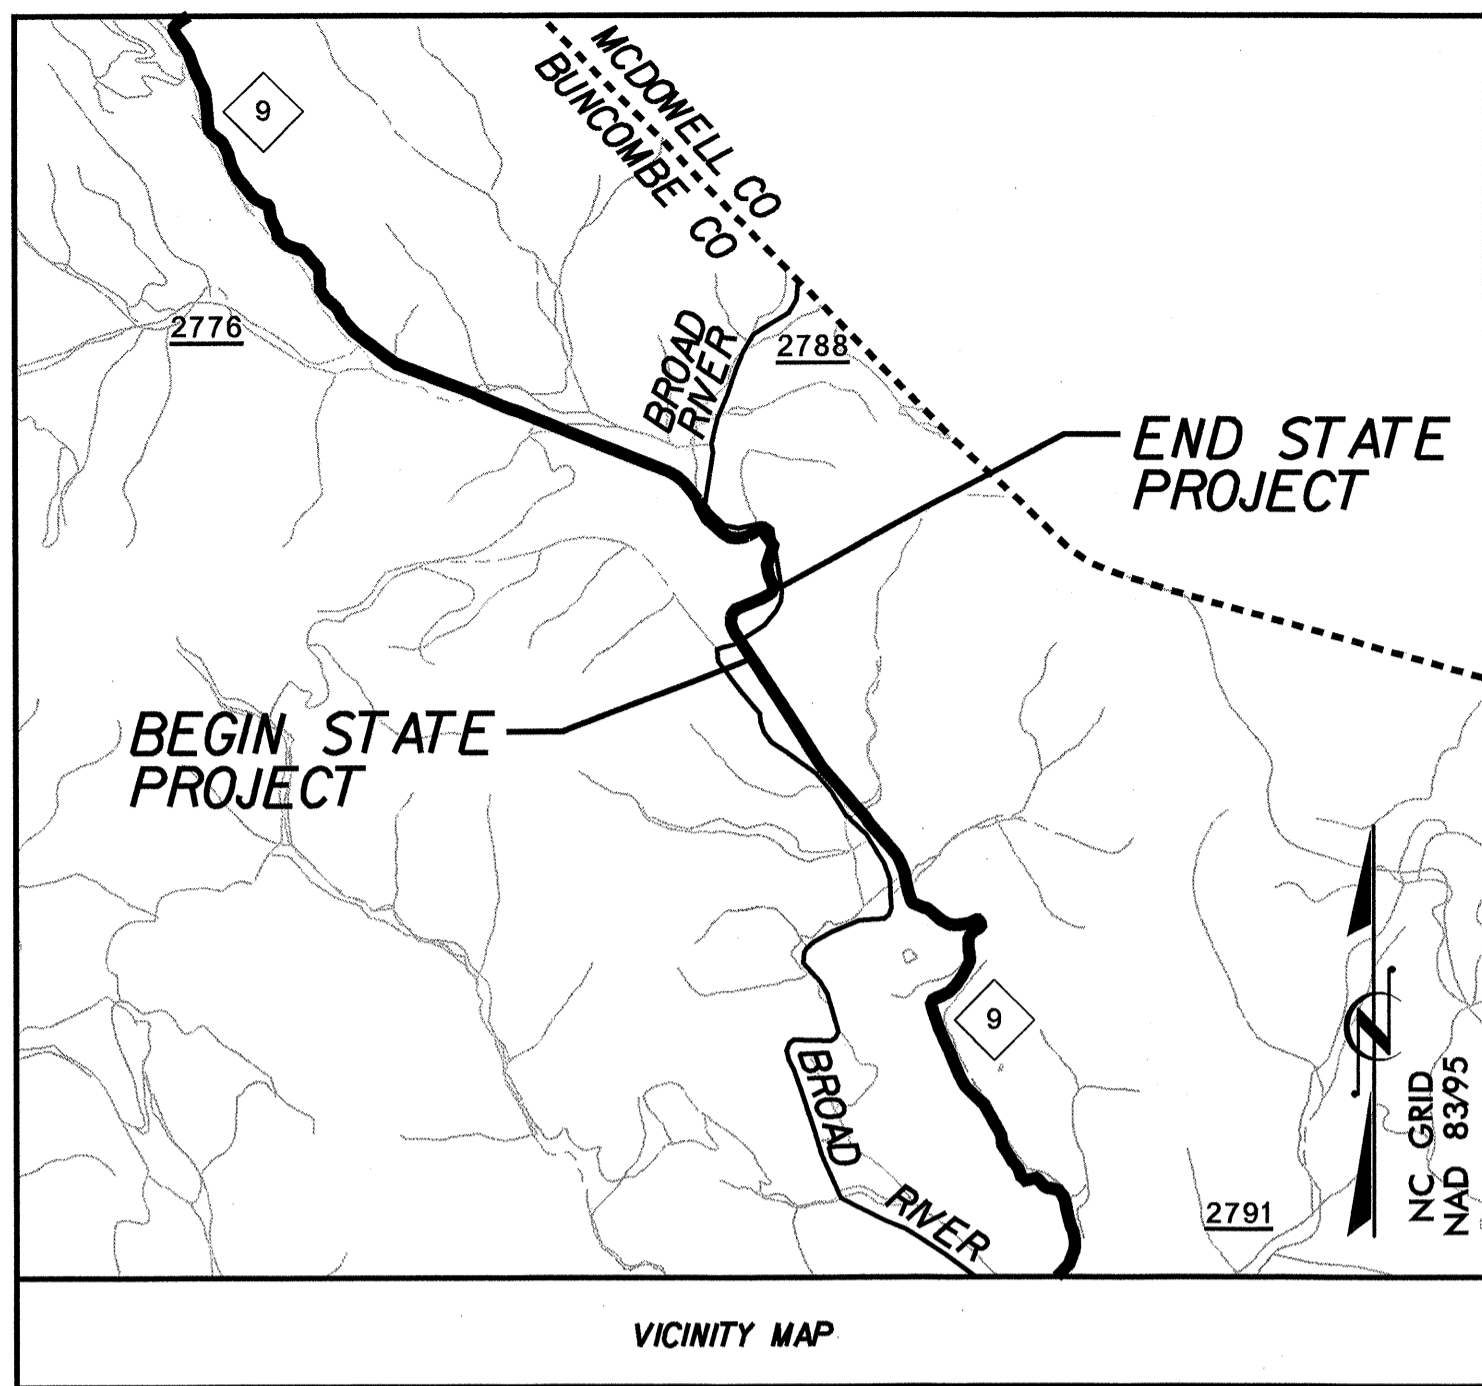 9
MCDOWELL CO
BUNCOMBE CO
2776
BROAD
RIVER
2788
END STATE
PROJECT
BEGIN STATE
PROJECT
9
BROAD
RIVER
2791
NC GRID
NAD 83/95
VICINITY MAP